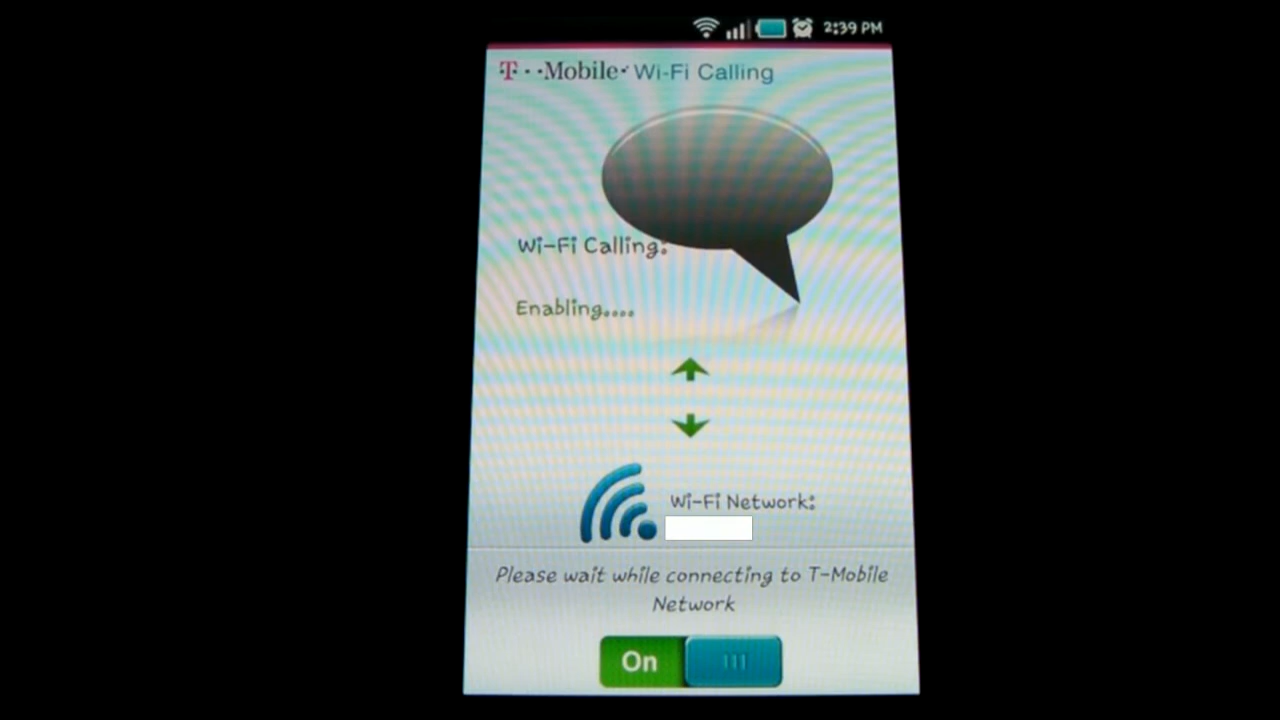 2:39 PM
T··Mobile· Wi-Fi Calling
Wi-Fi Calling:
Enabling....
Wi-Fi Network:
Please wait while connecting to T-Mobile
Network
On